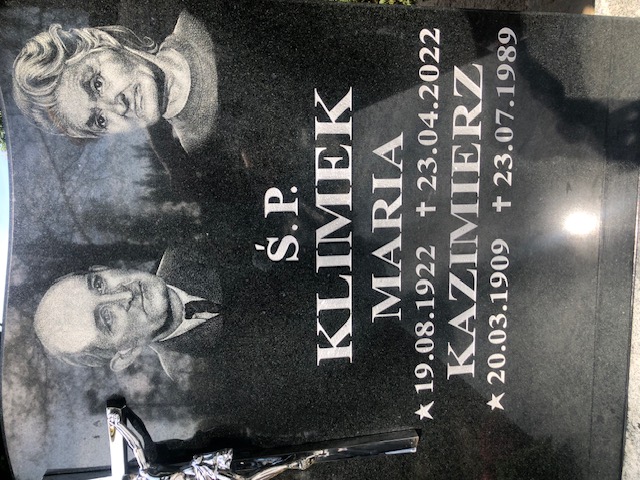 Ś.P.
KLIMEK
MARIA
★ 19.08.1922 ✝ 23.04.2022
KAZIMIERZ
★ 20.03.1909 ✝ 23.07.1989